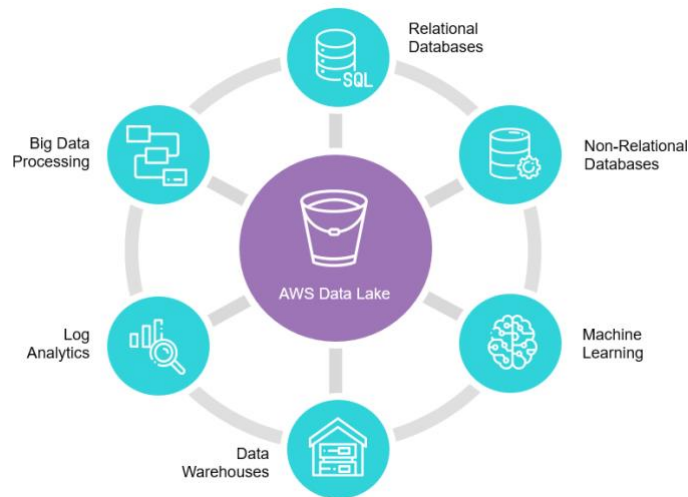 Relational
Databases
SQL
Big Data
Processing
Non-Relational
Databases
AWS Data Lake
Log
Analytics
Machine
Learning
Data
Warehouses